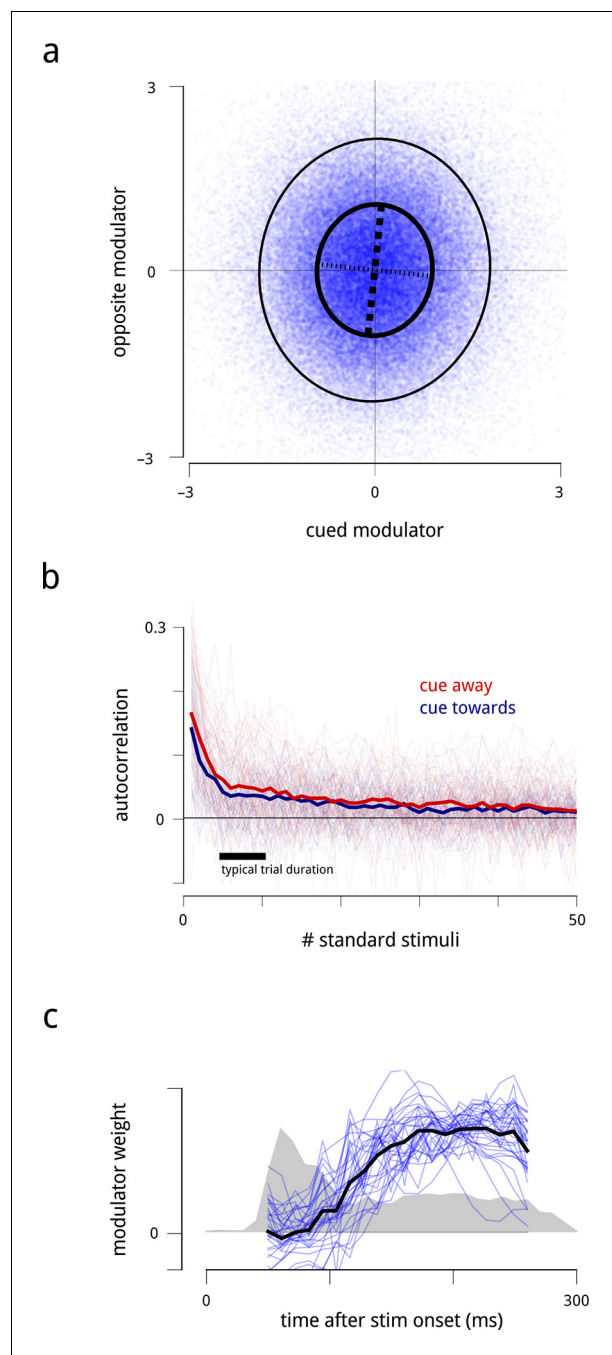 a
3
opposite modulator
0
−3
−3
0
3
cued modulator
b
0.3
autocorrelation
cue away
cue towards
0
typical trial duration
0
50
# standard stimuli
c
modulator weight
0
0
300
time after stim onset (ms)